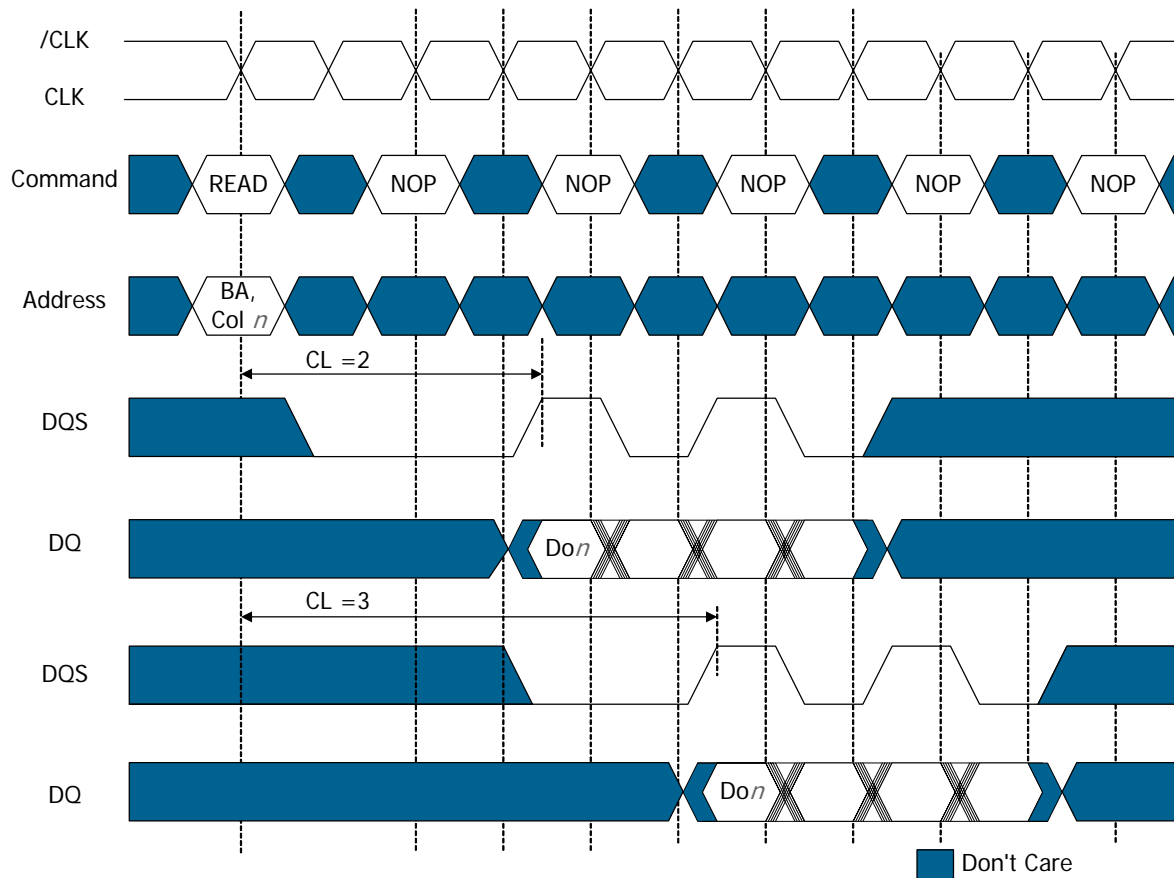 /CLK
CLK
Command
READ
NOP
NOP
NOP
NOP
NOP
Address
BA,
Col n
CL =2
DQS
DQ
Don
CL =3
DQS
DQ
Don
Don't Care